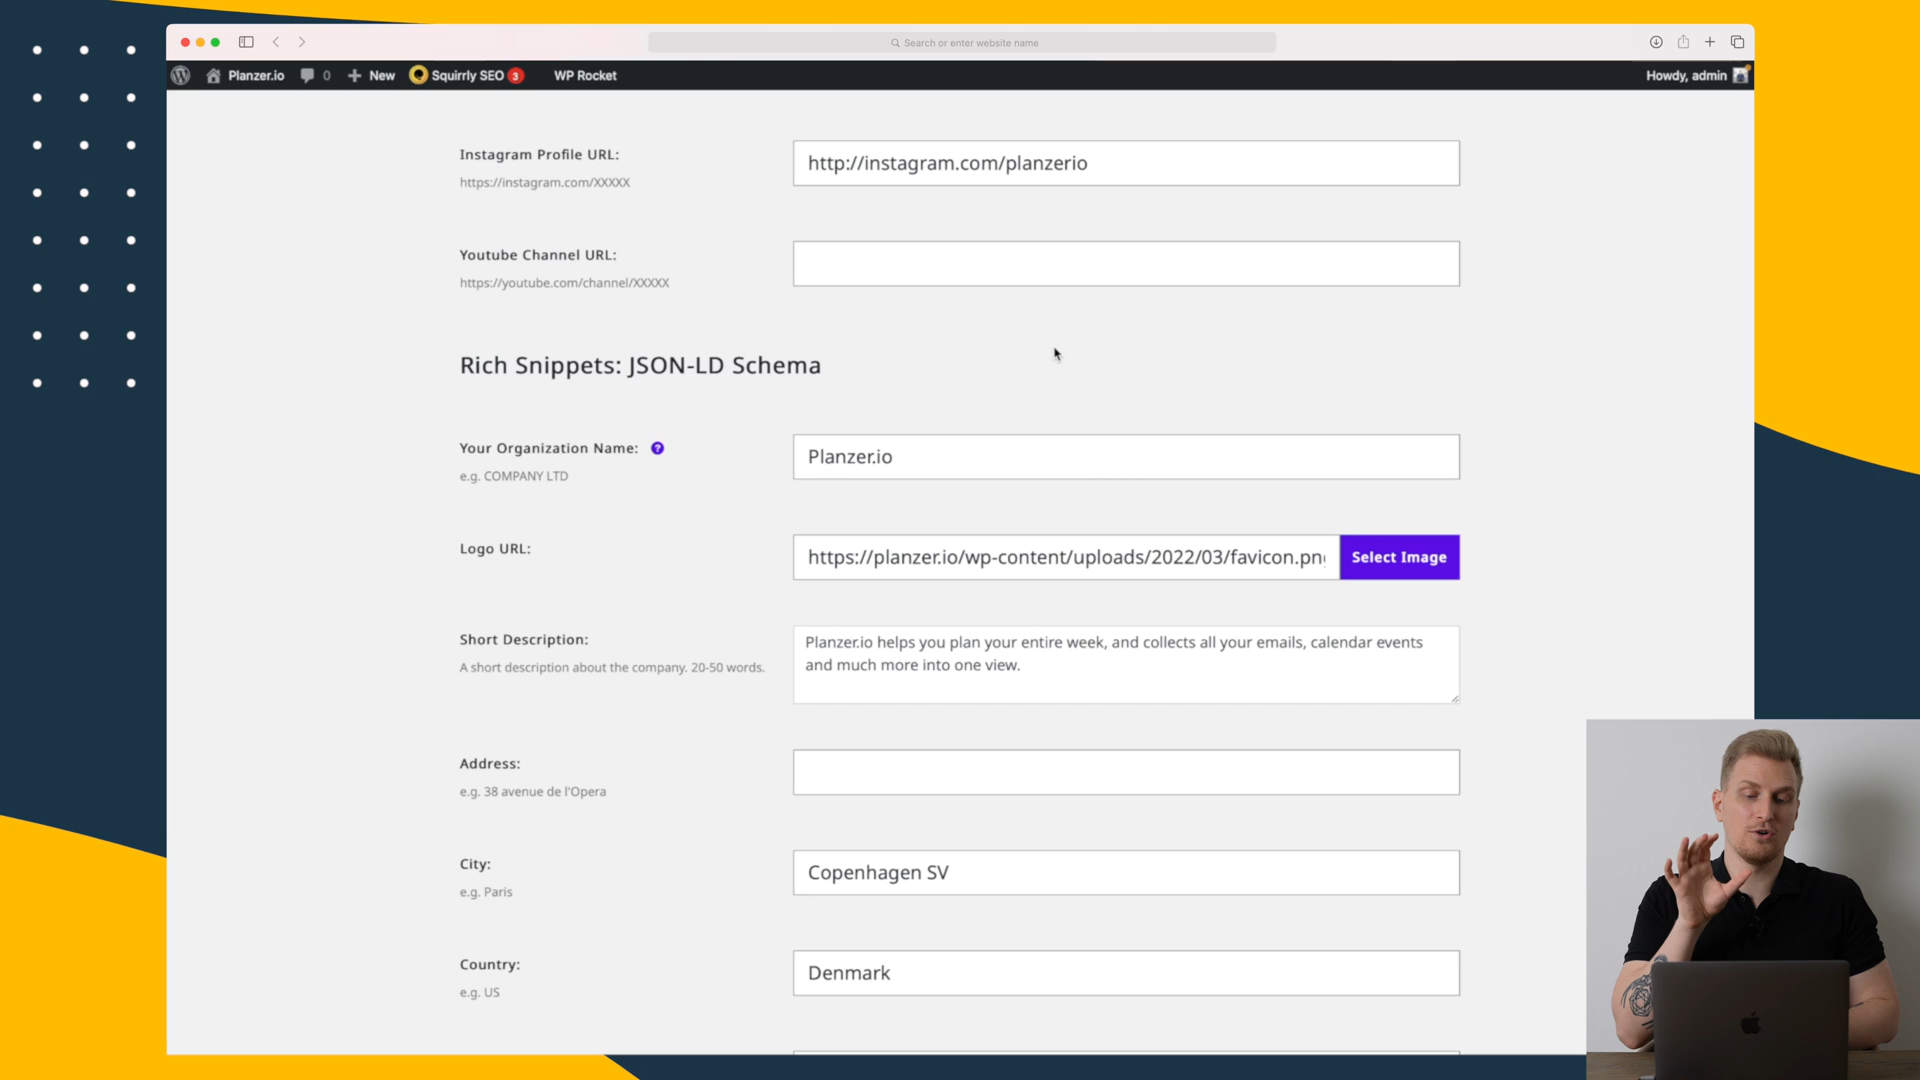 Search or enter website name
Planzer.io 0 New Squirrly SEO 3 WP Rocket Howdy, admin
Instagram Profile URL:
https://instagram.com/XXXXX
http://instagram.com/planzerio
Youtube Channel URL:
https://youtube.com/channel/XXXXX
Rich Snippets: JSON-LD Schema
Your Organization Name: ?
e.g. COMPANY LTD
Planzer.io
Logo URL:
https://planzer.io/wp-content/uploads/2022/03/favicon.png
Select Image
Short Description:
A short description about the company. 20-50 words.
Planzer.io helps you plan your entire week, and collects all your emails, calendar events
and much more into one view.
Address:
e.g. 38 avenue de l'Opera
City:
e.g. Paris
Copenhagen SV
Country:
e.g. US
Denmark